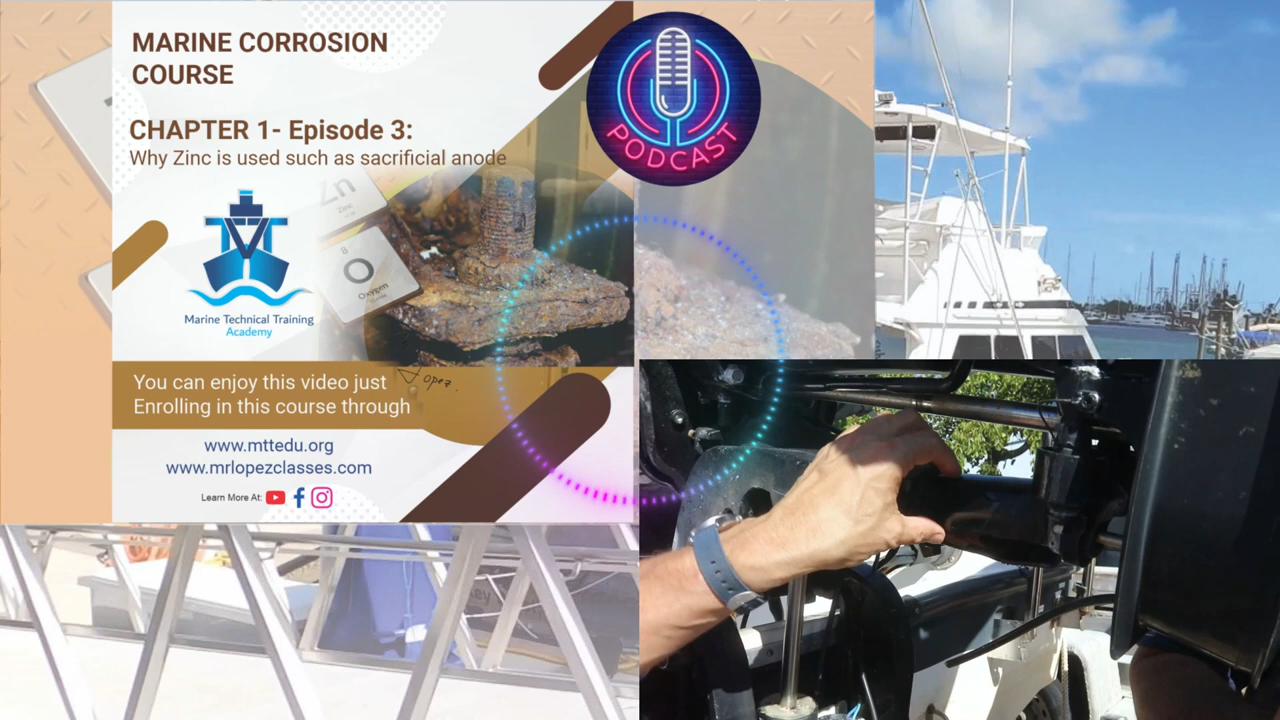 MARINE CORROSION
COURSE
CHAPTER 1- Episode 3:
Why Zinc is used such as sacrificial anode
PODCAST
Zn
Zinc
8
O
Oxygen
Marine Technical Training
Academy
Lopez.
You can enjoy this video just
Enrolling in this course through
www.mttedu.org
www.mrlopezclasses.com
Learn More At: